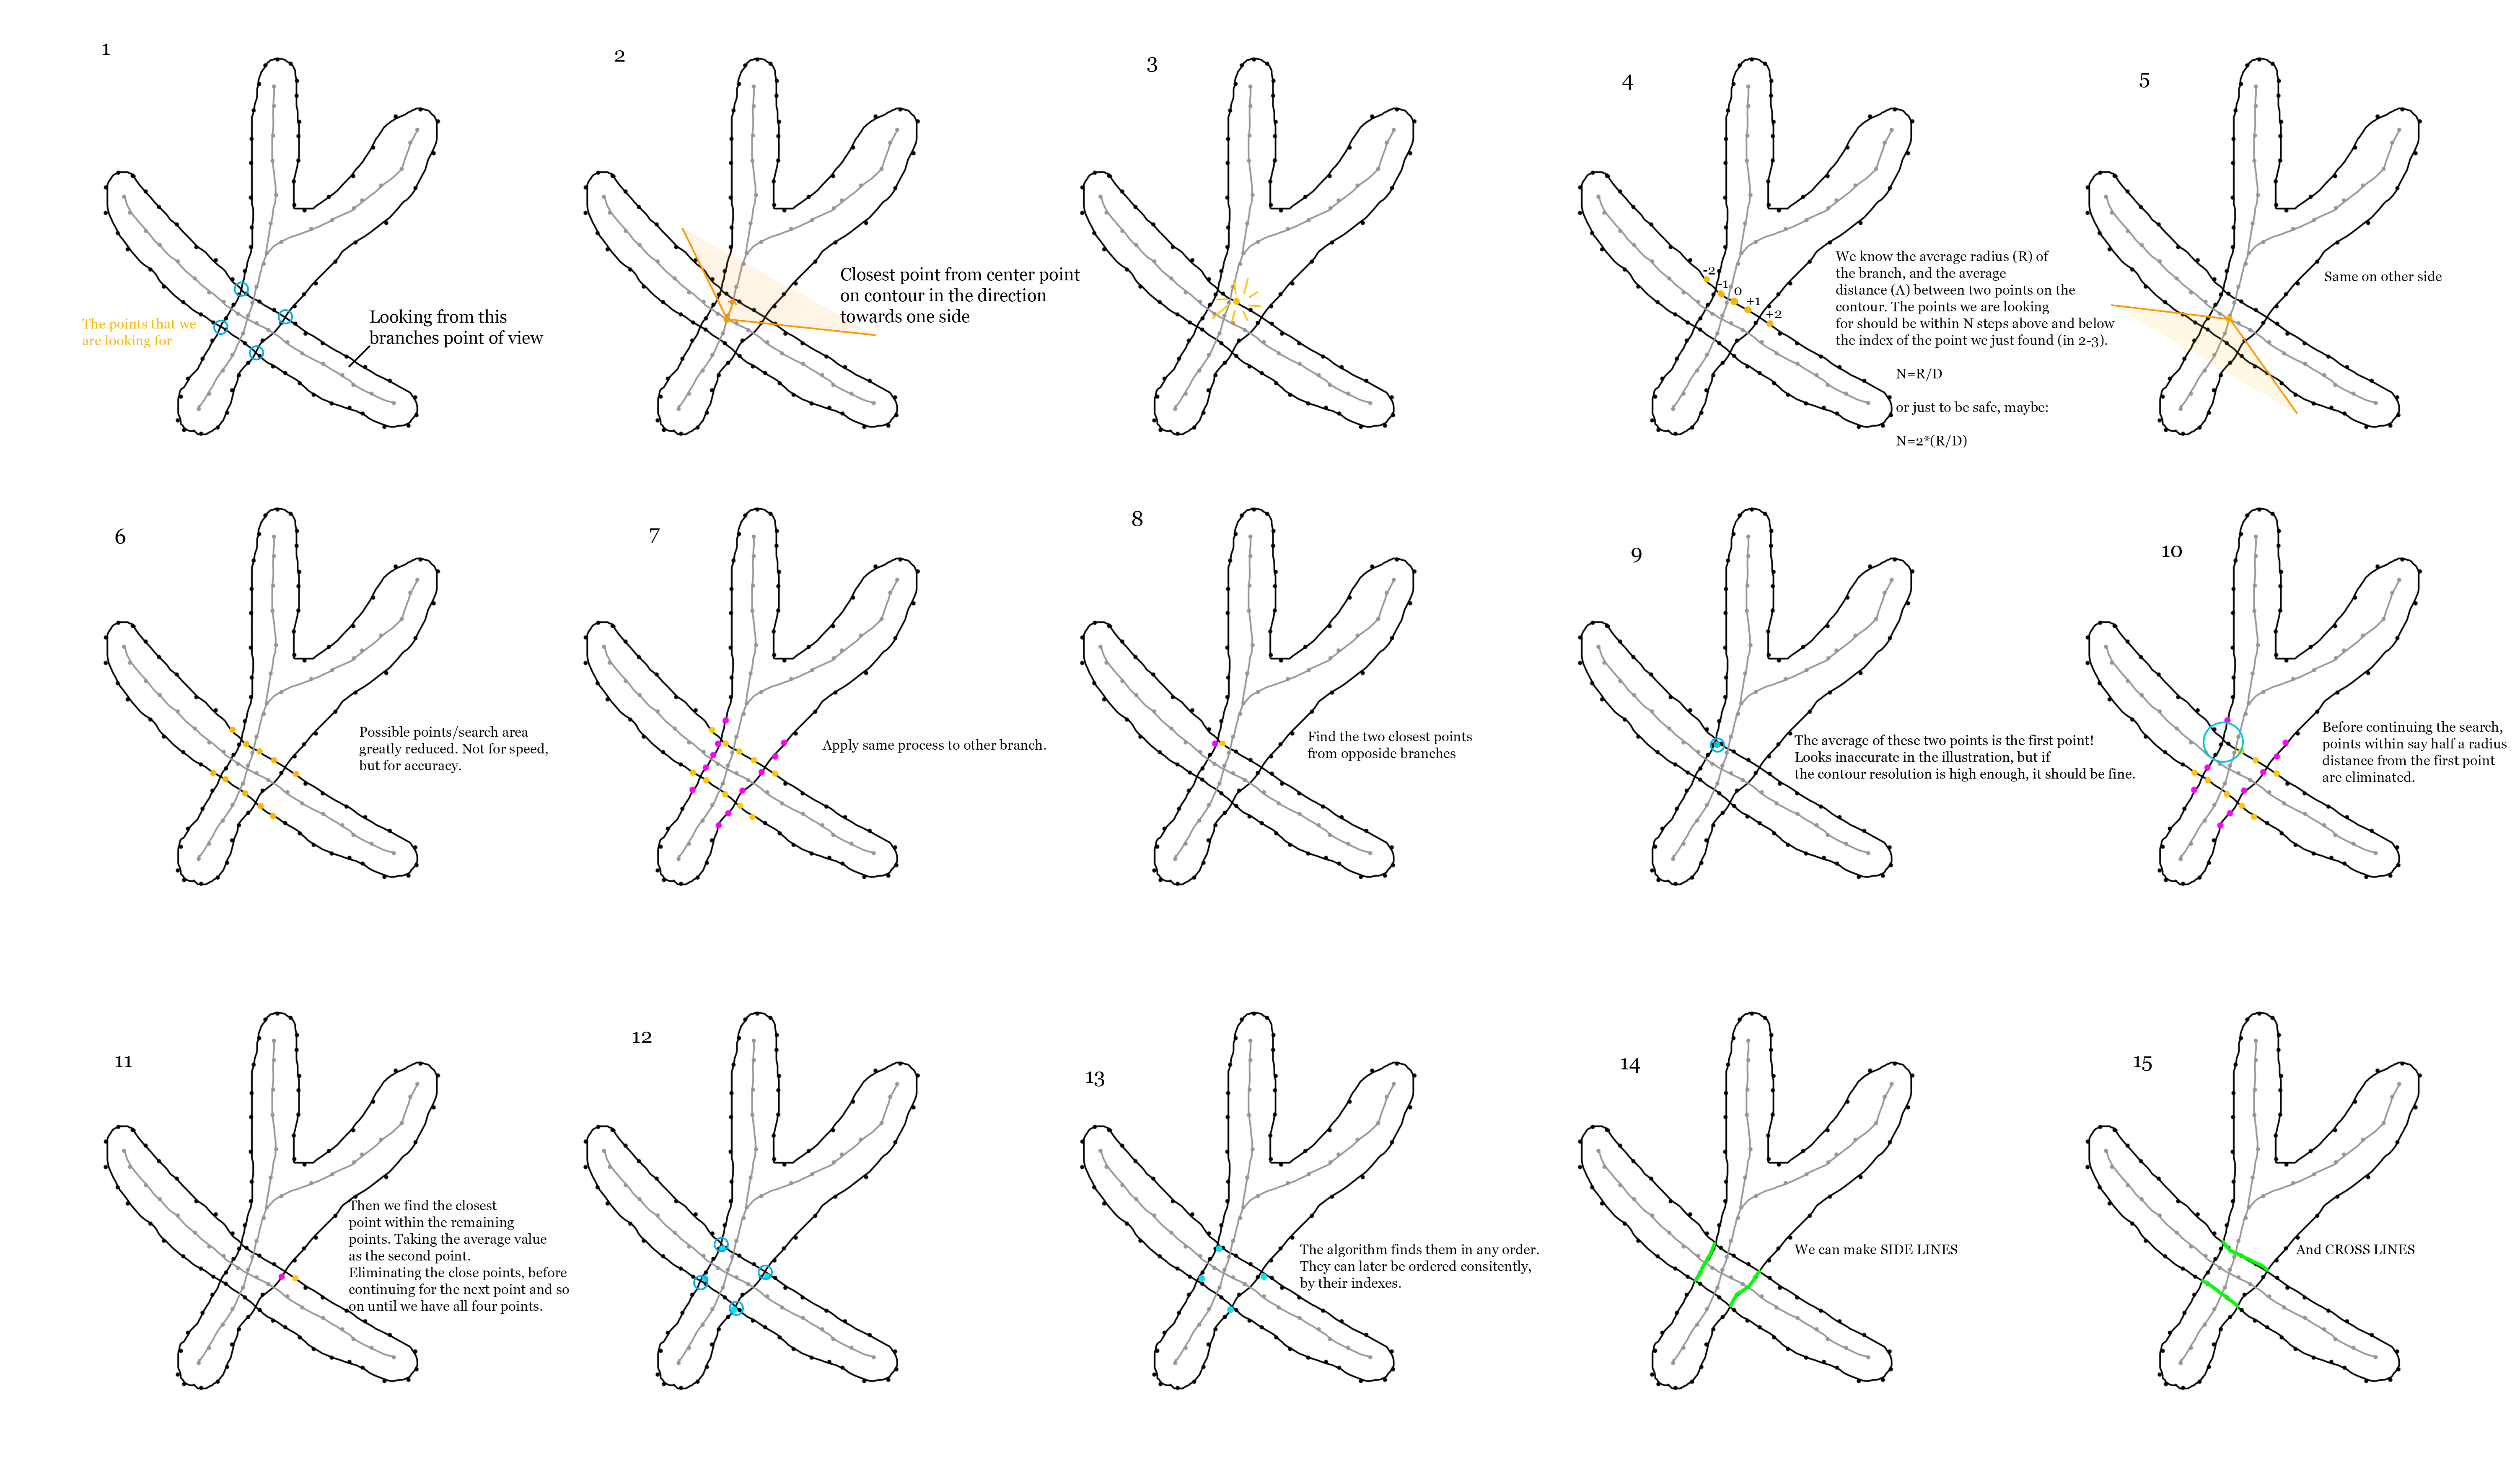 1
The points that we
are looking for
Looking from this
branches point of view
2
Closest point from center point
on contour in the direction
towards one side
3
4
-2
-1
0
+1
+2
We know the average radius (R) of
the branch, and the average
distance (A) between two points on the
contour. The points we are looking
for should be within N steps above and below
the index of the point we just found (in 2-3).
N=R/D
or just to be safe, maybe:
N=2*(R/D)
5
Same on other side
6
Possible points/search area
greatly reduced. Not for speed,
but for accuracy.
7
Apply same process to other branch.
8
Find the two closest points
from opposide branches
9
The average of these two points is the first point!
Looks inaccurate in the illustration, but if
the contour resolution is high enough, it should be fine.
10
Before continuing the search,
points within say half a radius
distance from the first point
are eliminated.
11
Then we find the closest
point within the remaining
points. Taking the average value
as the second point.
Eliminating the close points, before
continuing for the next point and so
on until we have all four points.
12
13
The algorithm finds them in any order.
They can later be ordered consitently,
by their indexes.
14
We can make SIDE LINES
15
And CROSS LINES